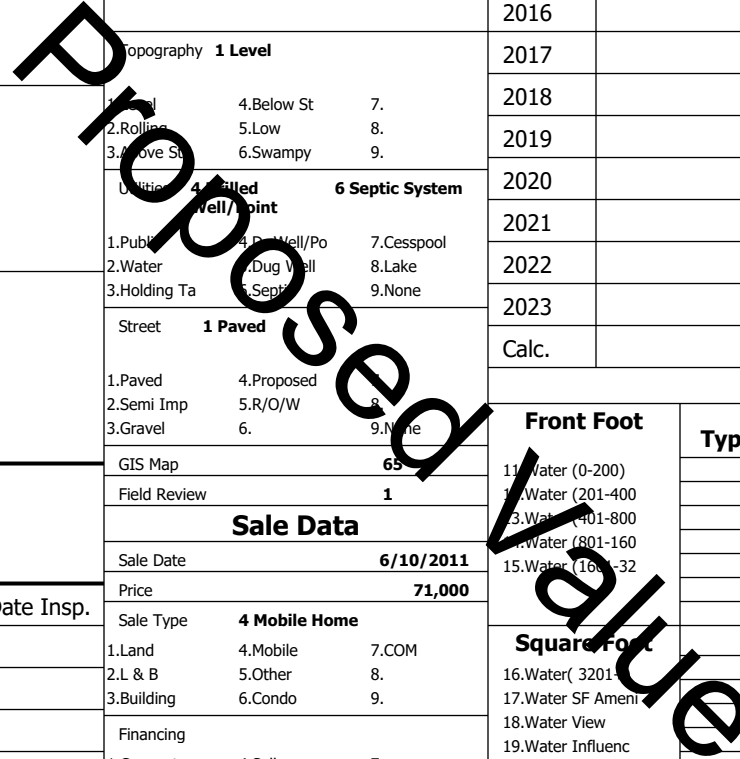 2016
2017
2018
2019
2020
2021
2022
2023
Calc.
Topography 1 Level
4.Below St 7.
2.Rolling 5.Low 8.
3.Above St 6.Swampy 9.
Utilities 4 Drilled 6 Septic System
Well/Point
1.Public 4.Dr Well/Po 7.Cesspool
2.Water 5.Dug Well 8.Lake
3.Holding Ta 6.Septic 9.None
Street 1 Paved
1.Paved 4.Proposed
2.Semi Imp 5.R/O/W 8.
3.Gravel 6. 9.None
GIS Map 65
Field Review 1
Sale Data
Sale Date 6/10/2011
Price 71,000
Sale Type 4 Mobile Home
1.Land 4.Mobile 7.COM
2.L & B 5.Other 8.
3.Building 6.Condo 9.
Financing
Date Insp.
Front Foot
Typ
11.Water (0-200)
12.Water (201-400
13.Water (401-800
14.Water (801-160
15.Water (1601-32
Square Foot
16.Water( 3201-
17.Water SF Ameni
18.Water View
19.Water Influenc
Proposed Value